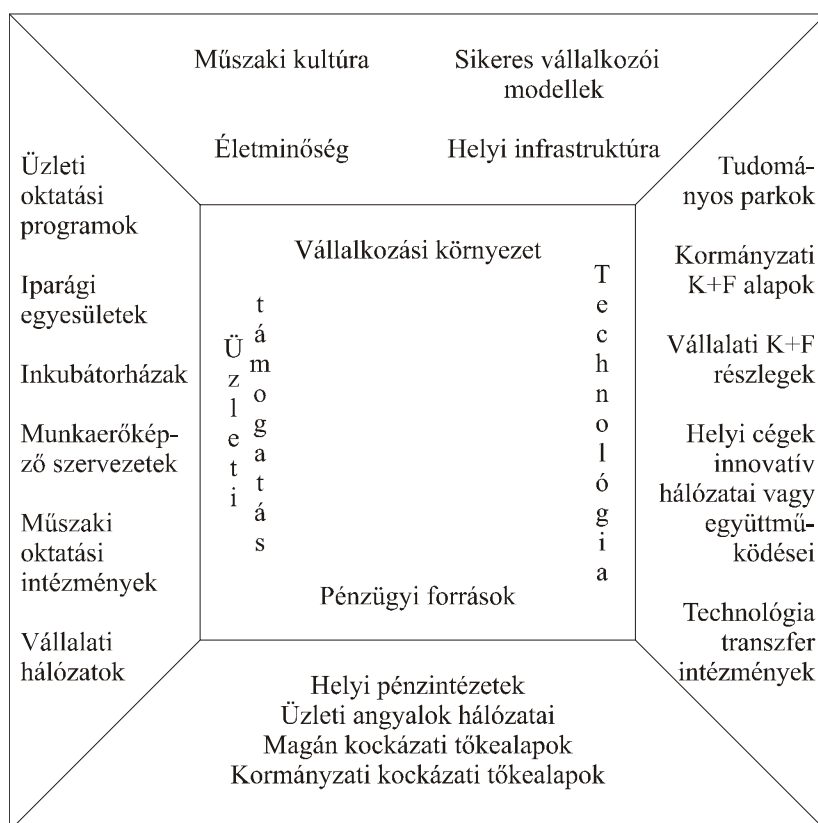 Műszaki kultúra
Sikeres vállalkozói
modellek
Életminőség
Helyi infrastruktúra
Üzleti
oktatási
programok
Iparági
egyesületek
Inkubátorházak
Munkaerőkép-
ző szervezetek
Műszaki
oktatási
intézmények
Vállalati
hálózatok
Vállalkozási környezet
Üzleti
támogatás
Technológia
Pénzügyi források
Tudomá-
nyos parkok
Kormányzati
K+F alapok
Vállalati K+F
részlegek
Helyi cégek
innovatív
hálózatai vagy
együttmű-
ködései
Technológia
transzfer
intézmények
Helyi pénzintézetek
Üzleti angyalok hálózatai
Magán kockázati tőkealapok
Kormányzati kockázati tőkealapok